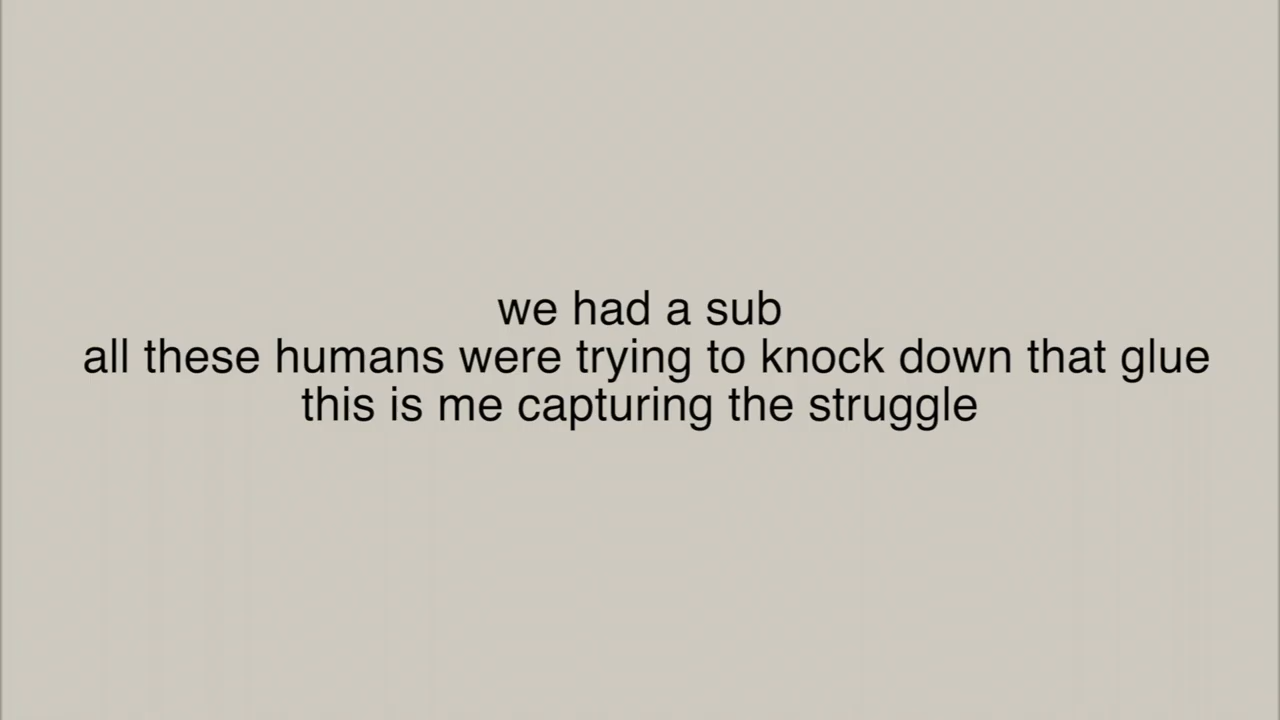 we had a sub
all these humans were trying to knock down that glue
this is me capturing the struggle